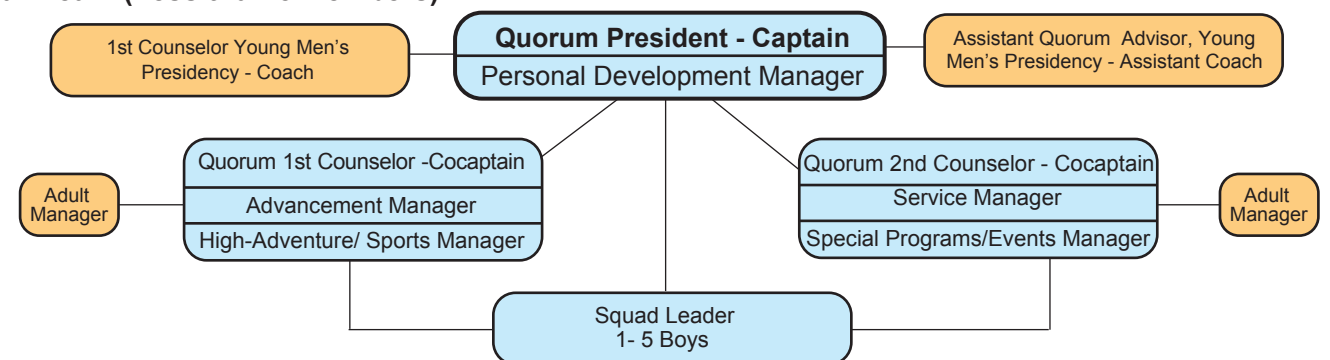 1st Counselor Young Men's
Presidency - Coach
Quorum President - Captain
Personal Development Manager
Assistant Quorum Advisor, Young
Men's Presidency - Assistant Coach
Quorum 1st Counselor -Cocaptain
Advancement Manager
High-Adventure/ Sports Manager
Quorum 2nd Counselor - Cocaptain
Service Manager
Special Programs/Events Manager
Adult
Manager
Adult
Manager
Squad Leader
1- 5 Boys